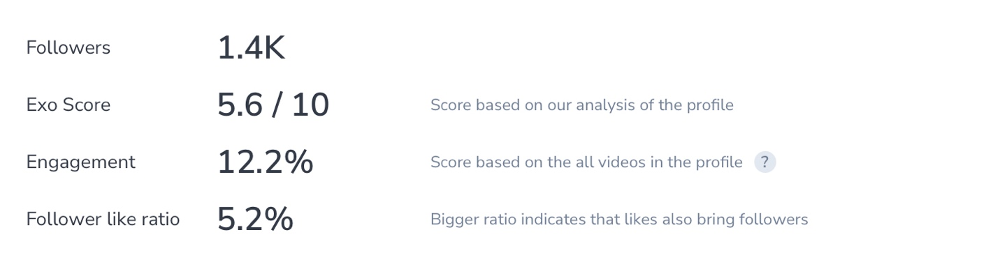 Followers 1.4K
Exo Score 5.6 / 10 Score based on our analysis of the profile
Engagement 12.2% Score based on the all videos in the profile ?
Follower like ratio 5.2% Bigger ratio indicates that likes also bring followers